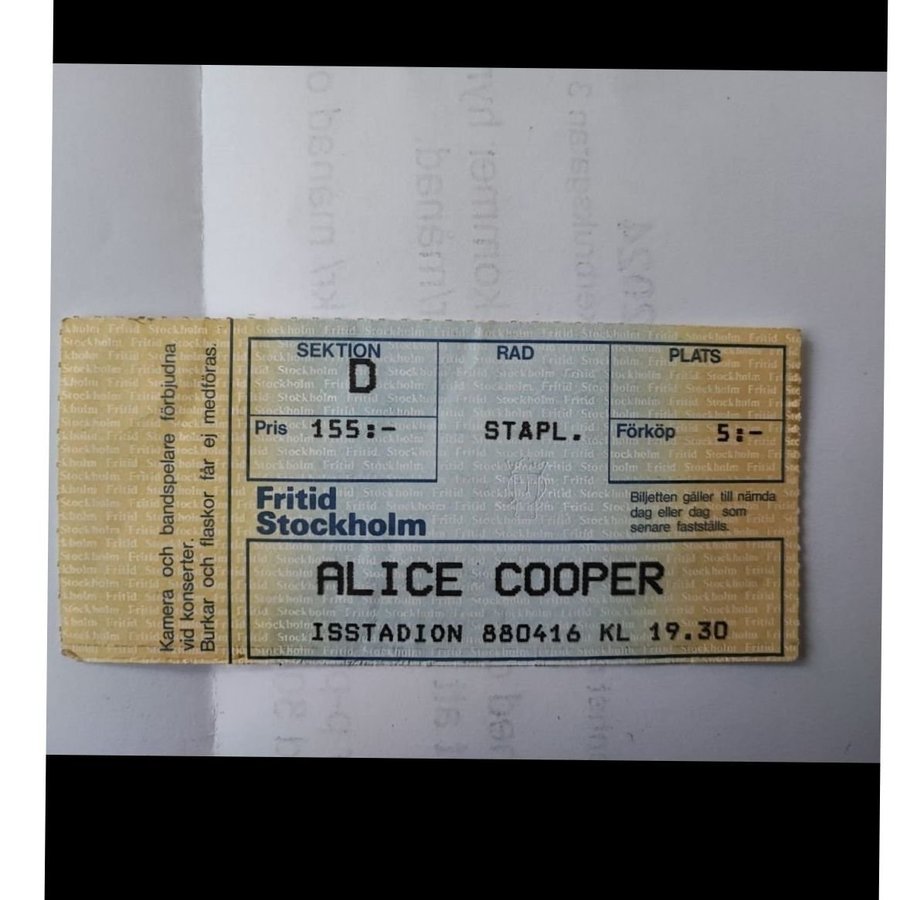 Kamera och bandspelare förbjudna
vid konserter.
Burkar och flaskor får ej medföras.
SEKTION
D
RAD
PLATS
Pris 155:-
STAPL.
Förköp 5:-
Fritid
Stockholm
Biljetten gäller till nämda
dag eller dag som
senare fastställs.
ALICE COOPER
ISSTADION 880416 KL 19.30